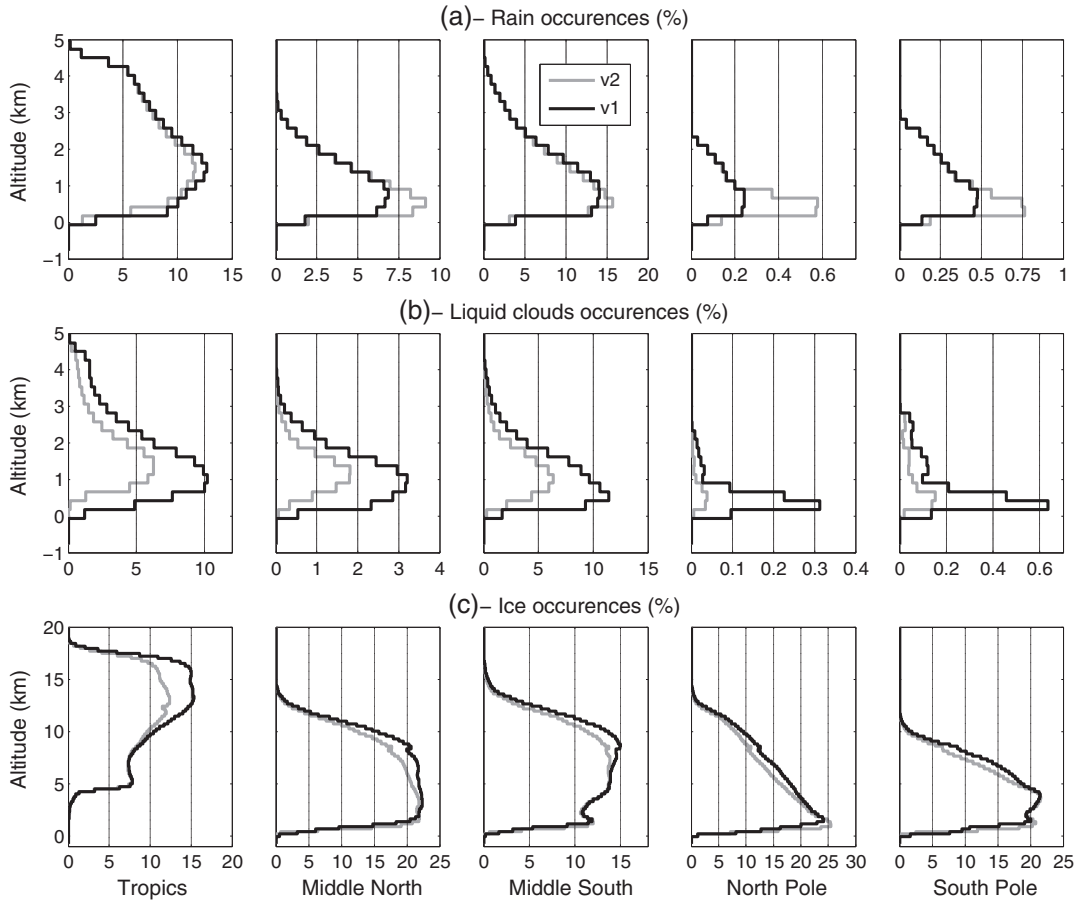 (a)– Rain occurences (%)
Altitude (km)
5
4
3
2
1
0
−1
v2
v1
0 5 10 15
0 2.5 5 7.5 10
0 5 10 15 20
0 0.2 0.4 0.6
0 0.25 0.5 0.75 1
(b)– Liquid clouds occurences (%)
Altitude (km)
5
4
3
2
1
0
−1
0 5 10
0 1 2 3 4
0 5 10 15
0 0.1 0.2 0.3 0.4
0 0.2 0.4 0.6
(c)– Ice occurences (%)
Altitude (km)
20
15
10
5
0
0 5 10 15 20
0 5 10 15 20 25
0 5 10 15
0 5 10 15 20 25 30
0 5 10 15 20 25
Tropics
Middle North
Middle South
North Pole
South Pole